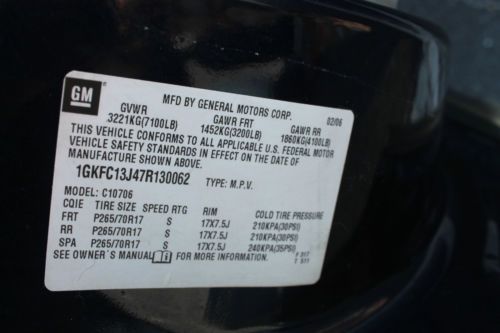 GM
MFD BY GENERAL MOTORS CORP. 02/06
GVWR GAWR FRT GAWR RR
3221KG(7100LB) 1452KG(3200LB) 1860KG(4100LB)
THIS VEHICLE CONFORMS TO ALL APPLICABLE U.S. FEDERAL MOTOR
VEHICLE SAFETY STANDARDS IN EFFECT ON THE DATE OF
MANUFACTURE SHOWN ABOVE.
1GKFC13J47R130062 TYPE: M.P.V.
MODEL: C10706
CQIE TIRE SIZE SPEED RTG RIM COLD TIRE PRESSURE
FRT P265/70R17 S 17X7.5J 210KPA(30PSI)
RR P265/70R17 S 17X7.5J 210KPA(30PSI)
SPA P265/70R17 S 17X7.5J 240KPA(35PSI)
SEE OWNER'S MANUAL FOR ADDITIONAL INFORMATION.